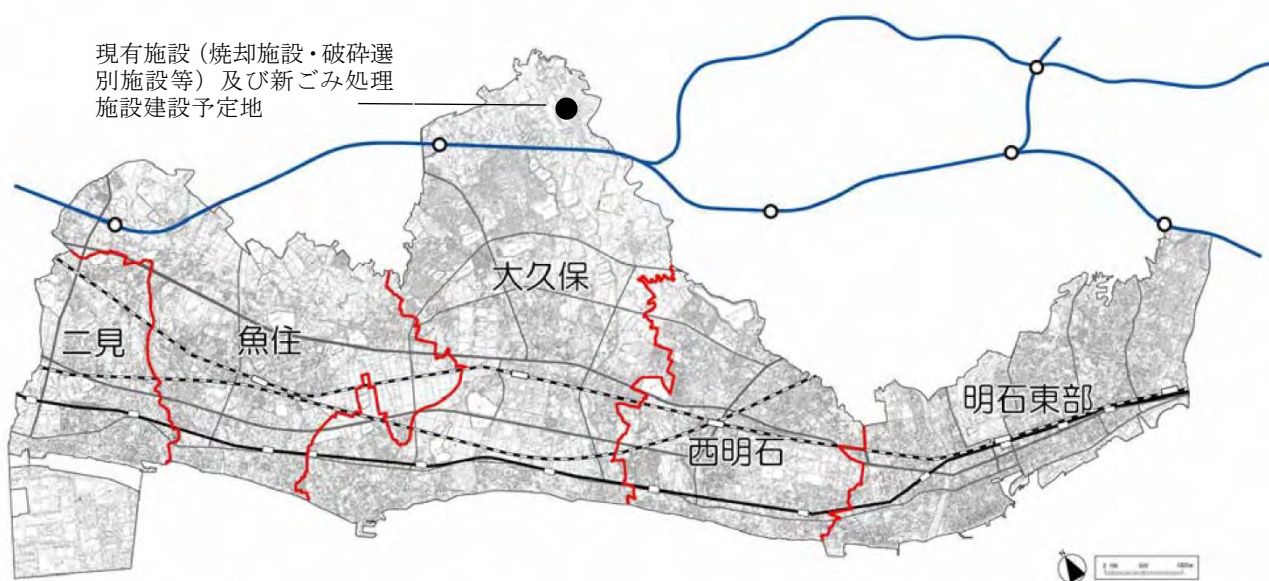 現有施設（焼却施設・破砕選
別施設等）及び新ごみ処理
施設建設予定地
大久保
二見
魚住
明石東部
西明石